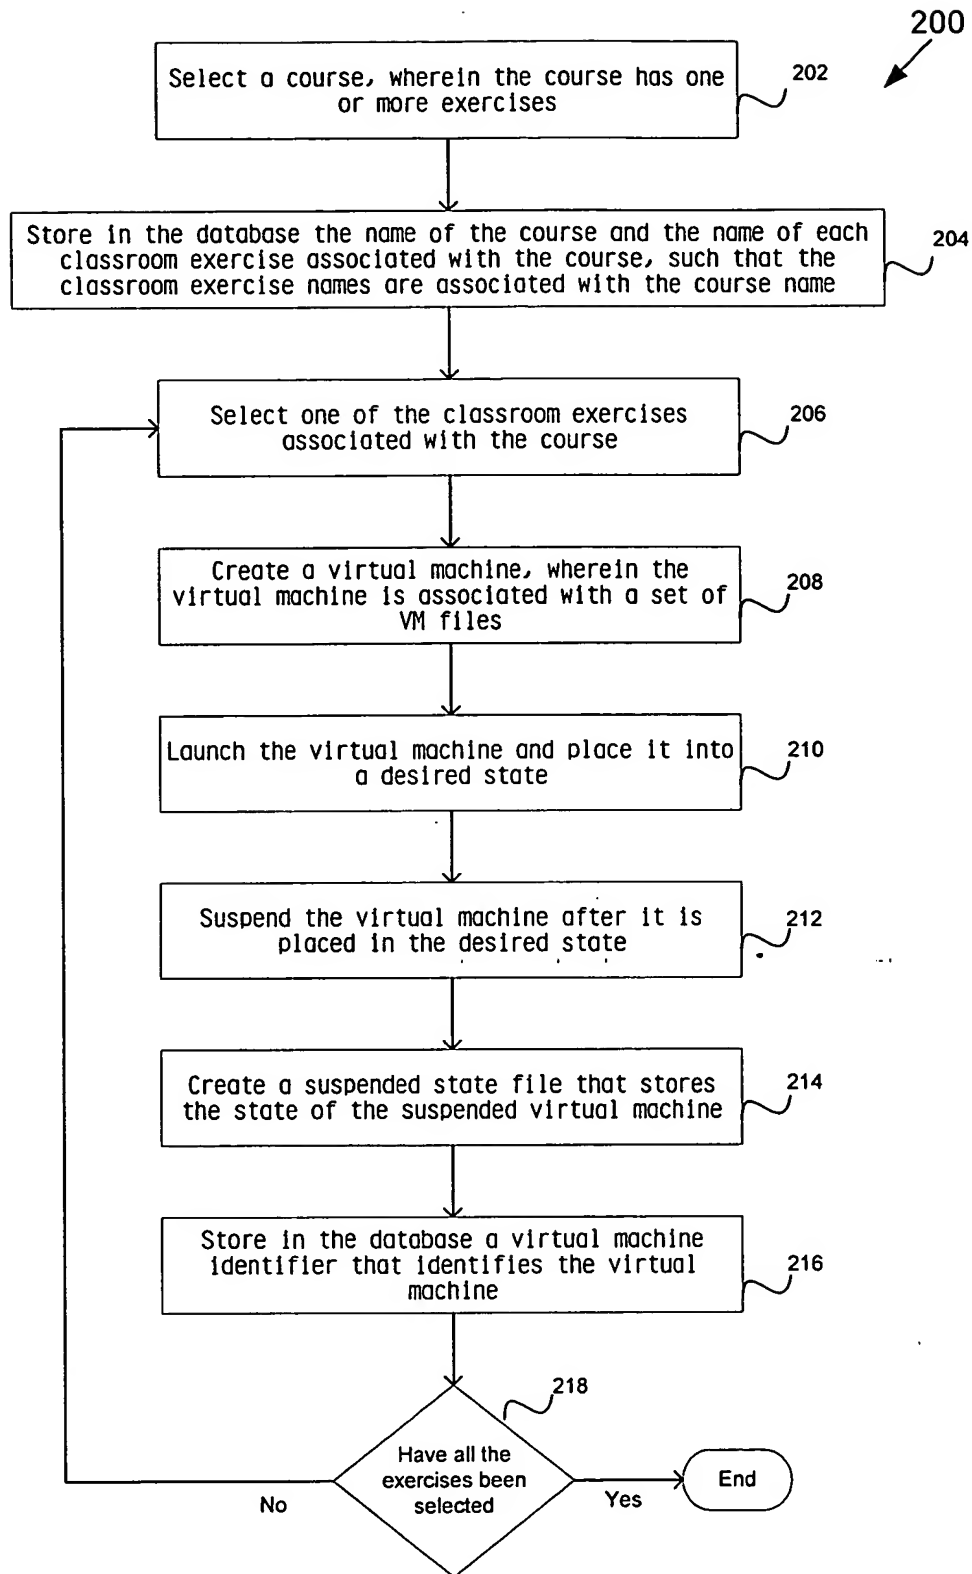 200
Select a course, wherein the course has one
or more exercises
202
Store in the database the name of the course and the name of each
classroom exercise associated with the course, such that the
classroom exercise names are associated with the course name
204
Select one of the classroom exercises
associated with the course
206
Create a virtual machine, wherein the
virtual machine is associated with a set of
VM files
208
Launch the virtual machine and place it into
a desired state
210
Suspend the virtual machine after it is
placed in the desired state
212
Create a suspended state file that stores
the state of the suspended virtual machine
214
Store in the database a virtual machine
identifier that identifies the virtual
machine
216
218
Have all the
exercises been
selected
No
Yes
End